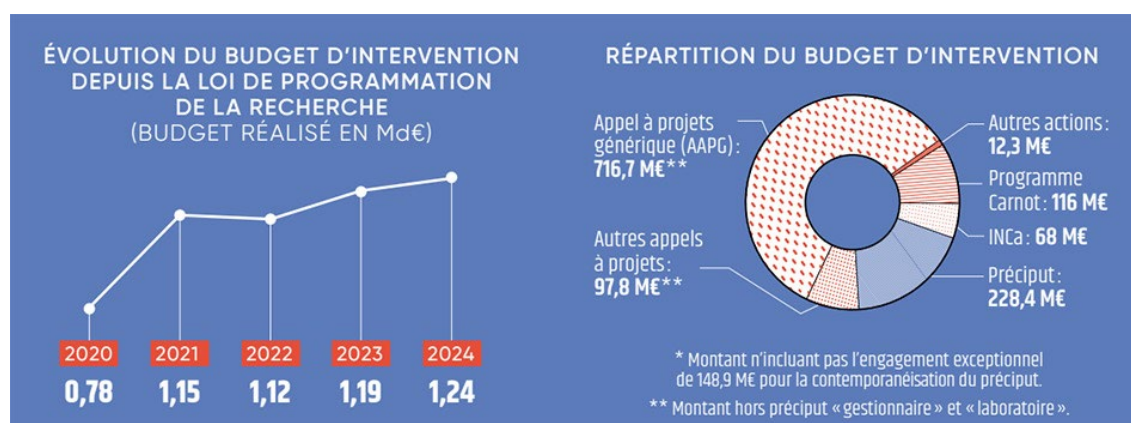 ÉVOLUTION DU BUDGET D'INTERVENTION
DEPUIS LA LOI DE PROGRAMMATION
DE LA RECHERCHE
(BUDGET RÉALISÉ EN Md€)
2020
2021
2022
2023
2024
0,78
1,15
1,12
1,19
1,24
RÉPARTITION DU BUDGET D'INTERVENTION
Appel à projets
générique (AAPG) :
716,7 M€**
Autres appels
à projets :
97,8 M€**
Autres actions :
12,3 M€
Programme
Carnot : 116 M€
INCa : 68 M€
Préciput :
228,4 M€
* Montant n'incluant pas l'engagement exceptionnel
de 148,9 M€ pour la contemporanéisation du préciput.
** Montant hors préciput « gestionnaire » et « laboratoire ».